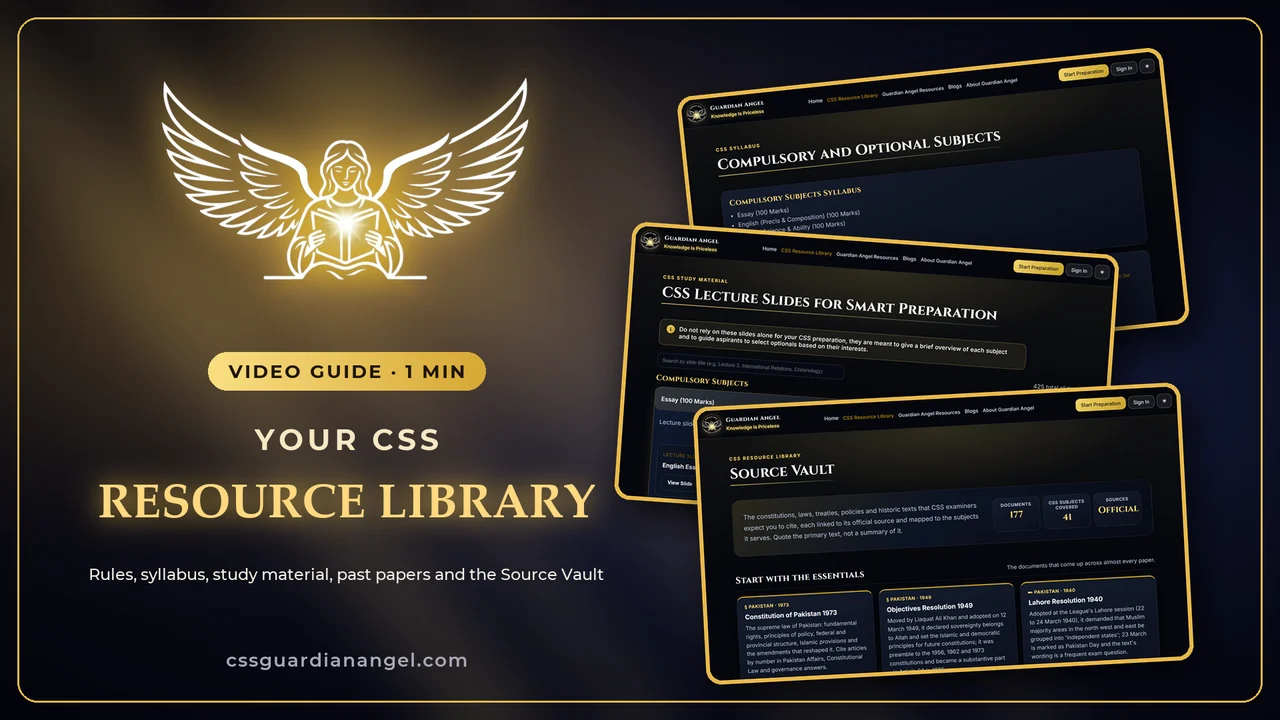 VIDEO GUIDE · 1 MIN
YOUR CSS
RESOURCE LIBRARY
Rules, syllabus, study material, past papers and the Source Vault
cssguardianangel.com
GUARDIAN ANGEL
Knowledge Is Priceless
Home CSS Resource Library Guardian Angel Resources Blogs About Guardian Angel
Start Preparation Sign In
CSS SYLLABUS
COMPULSORY AND OPTIONAL SUBJECTS
COMPULSORY SUBJECTS SYLLABUS
• Essay (100 Marks)
• English (Precis & Composition) (100 Marks)
Science & Ability (100 Marks)
GUARDIAN ANGEL
Knowledge Is Priceless
Home CSS Resource Library Guardian Angel Resources Blogs About Guardian Angel
Start Preparation Sign In
CSS STUDY MATERIAL
CSS LECTURE SLIDES FOR SMART PREPARATION
Do not rely on these slides alone for your CSS preparation, they are meant to give a brief overview of each subject
and to guide aspirants to select optionals based on their interests.
Search by slide title (e.g. Lecture 3, International Relations, Criminology)
425 total
COMPULSORY SUBJECTS
Essay (100 Marks)
Lecture
English
View Slide
GUARDIAN ANGEL
Knowledge Is Priceless
Home CSS Resource Library Guardian Angel Resources Blogs About Guardian Angel
Start Preparation Sign In
CSS RESOURCE LIBRARY
SOURCE VAULT
The constitutions, laws, treaties, policies and historic texts that CSS examiners
expect you to cite, each linked to its official source and mapped to the subjects
it serves. Quote the primary text, not a summary of it.
DOCUMENTS
177
CSS SUBJECTS
COVERED
41
SOURCES
OFFICIAL
START WITH THE ESSENTIALS
The documents that come up across almost every paper.
§ PAKISTAN · 1973
Constitution of Pakistan 1973
The supreme law of Pakistan: fundamental
rights, principles of policy, federal and
provincial structure, Islamic provisions and
the amendments that reshaped it. Cite articles
by number in Pakistan Affairs, Constitutional
Law and governance answers.
§ PAKISTAN · 1949
Objectives Resolution 1949
Moved by Liaquat Ali Khan and adopted on 12
March 1949, it declared sovereignty belongs
to Allah and set the Islamic and democratic
principles for future constitutions; it was
preamble to the 1956, 1962 and 1973
constitutions and became a substantive part
PAKISTAN · 1940
Lahore Resolution 1940
Adopted at the League's Lahore session (22
to 24 March 1940), it demanded that Muslim
majority areas in the north west and east be
grouped into 'independent states'; 23 March
is marked as Pakistan Day and the text's
wording is a frequent exam question.